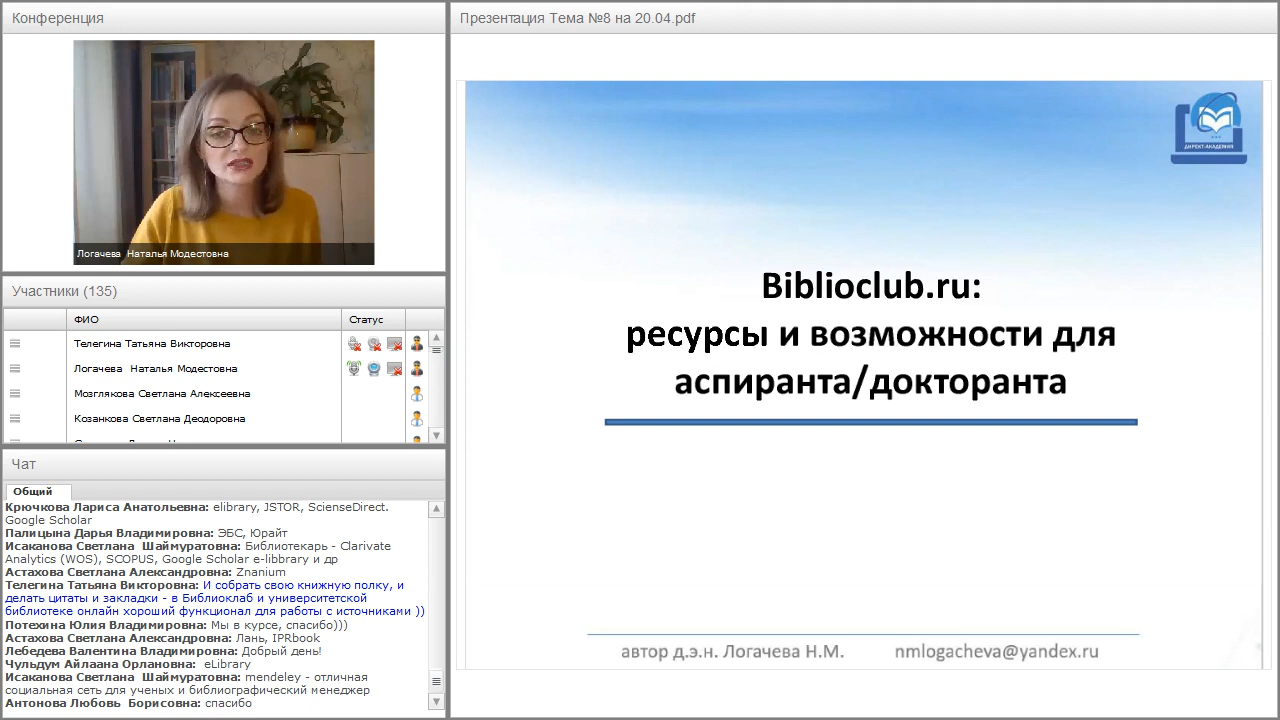 Конференция
Логачева Наталья Модестовна
Участники (135)
ФИО
Статус
Телегина Татьяна Викторовна
Логачева Наталья Модестовна
Мозглякова Светлана Алексеевна
Козанкова Светлана Деодоровна
Чат
Общий
Крючкова Лариса Анатольевна: elibrary, JSTOR, ScienseDirect.
Google Scholar
Палицына Дарья Владимировна: ЭБС, Юрайт
Исаканова Светлана Шаймуратовна: Библиотекарь - Clarivate
Analytics (WOS), SCOPUS, Google Scholar e-libbrary и др
Астахова Светлана Александровна: Znanium
Телегина Татьяна Викторовна: И собрать свою книжную полку, и
делать цитаты и закладки - в Библиоклаб и университетской
библиотеке онлайн хороший функционал для работы с источниками ))
Потехина Юлия Владимировна: Мы в курсе, спасибо)))
Астахова Светлана Александровна: Лань, IPRbook
Лебедева Валентина Владимировна: Добрый день!
Чульдум Айлаана Орлановна: eLibrary
Исаканова Светлана Шаймуратовна: mendeley - отличная
социальная сеть для ученых и библиографический менеджер
Антонова Любовь Борисовна: спасибо
Презентация Тема №8 на 20.04.pdf
ДИРЕКТ-АКАДЕМИЯ
Biblioclub.ru:
ресурсы и возможности для
аспиранта/докторанта
автор д.э.н. Логачева Н.М. nmlogacheva@yandex.ru